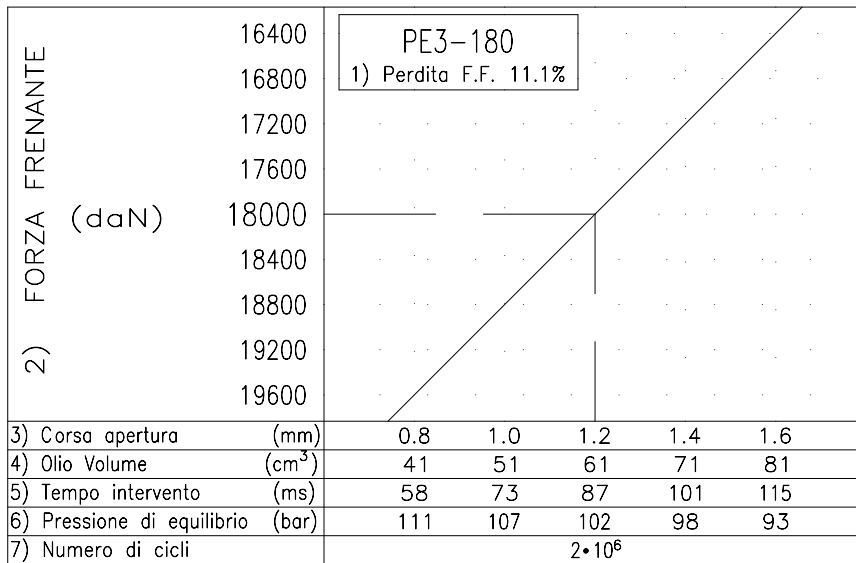 PE3-180
1) Perdita F.F. 11.1%
2) FORZA FRENANTE
(daN)
16400
16800
17200
17600
18000
18400
18800
19200
19600
3) Corsa apertura (mm) 0.8 1.0 1.2 1.4 1.6
4) Olio Volume (cm³) 41 51 61 71 81
5) Tempo intervento (ms) 58 73 87 101 115
6) Pressione di equilibrio (bar) 111 107 102 98 93
7) Numero di cicli 2•10⁶